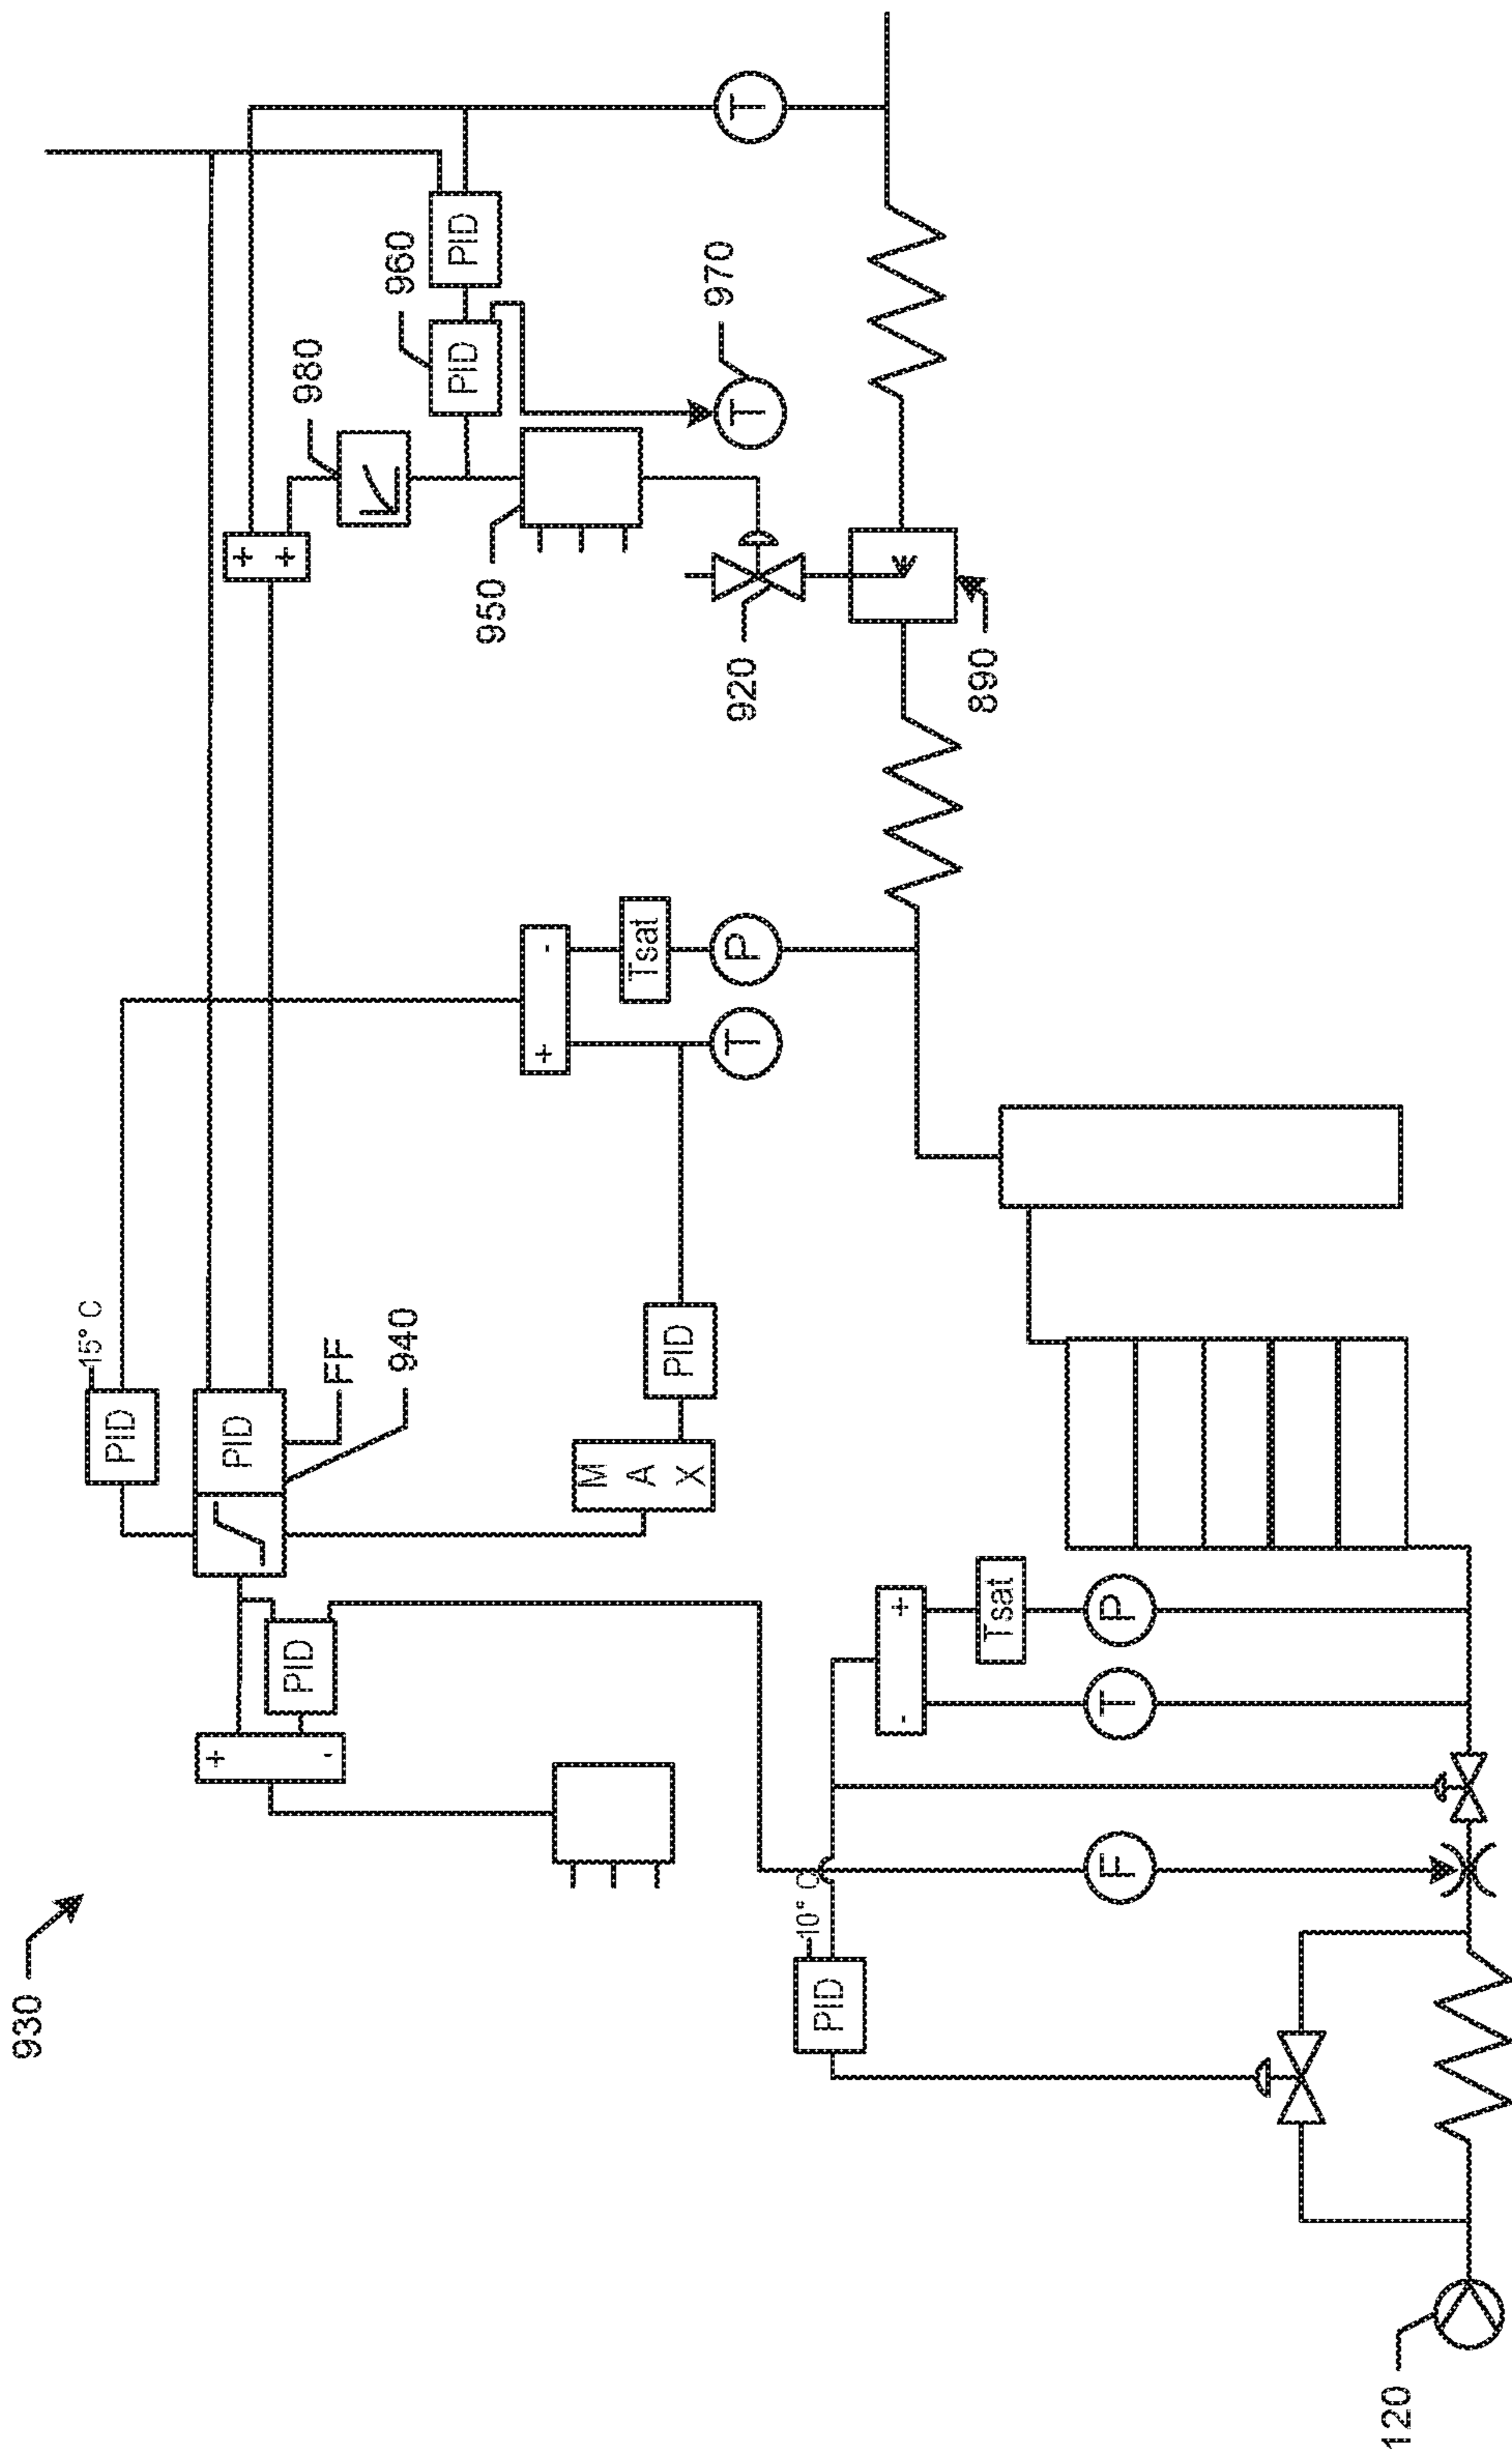 930
15° C
PID
+
-
PID
PID
FF
940
+
+
980
960
PID
PID
950
+
-
Tsat
M
A
X
PID
T
P
920
970
T
T
890
10° C
PID
-
+
Tsat
F
T
P
120